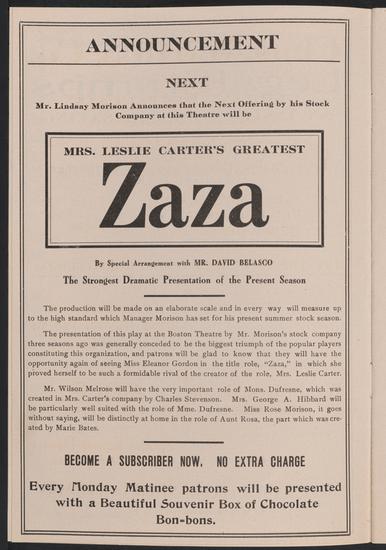 ANNOUNCEMENT
NEXT
Mr. Lindsay Morison Announces that the Next Offering by his Stock
Company at this Theatre will be
MRS. LESLIE CARTER'S GREATEST
Zaza
By Special Arrangement with MR. DAVID BELASCO
The Strongest Dramatic Presentation of the Present Season
The production will be made on an elaborate scale and in every way will measure up
to the high standard which Manager Morison has set for his present summer stock season.
The presentation of this play at the Boston Theatre by Mr. Morison's stock company
three seasons ago was generally conceded to be the biggest triumph of the popular players
constituting this organization, and patrons will be glad to know that they will have the
opportunity again of seeing Miss Eleanor Gordon in the title role, "Zaza," in which she
proved herself to be such a formidable rival of the creator of the role, Mrs. Leslie Carter.
Mr. Wilson Melrose will have the very important role of Mons. Dufresne, which was
created in Mrs. Carter's company by Charles Stevenson. Mrs. George A. Hibbard will
be particularly well suited with the role of Mme. Dufresne. Miss Rose Morison, it goes
without saying, will be distinctly at home in the role of Aunt Rosa, the part which was cre-
ated by Marie Bates.
BECOME A SUBSCRIBER NOW. NO EXTRA CHARGE
Every Monday Matinee patrons will be presented
with a Beautiful Souvenir Box of Chocolate
Bon-bons.